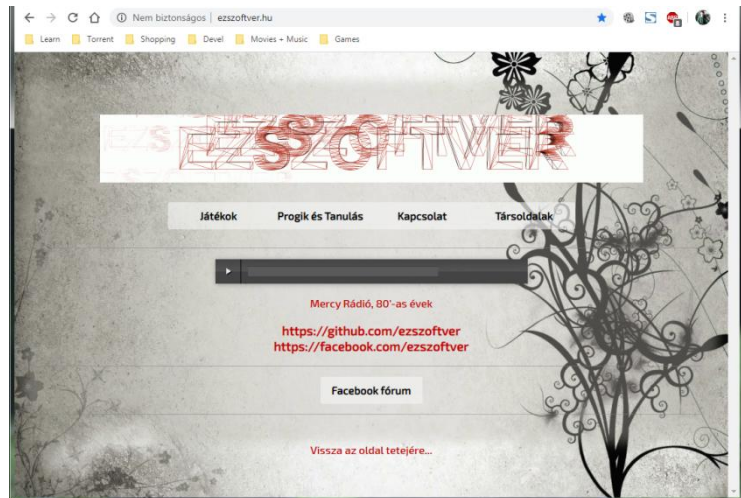 Nem biztonságos | ezszoftver.hu
Learn Torrent Shopping Devel Movies + Music Games
EZSZOFTVER
Játékok Progik és Tanulás Kapcsolat Társoldalak
Mercy Rádió, 80'-as évek
https://github.com/ezszoftver
https://facebook.com/ezszoftver
Facebook fórum
Vissza az oldal tetejére...